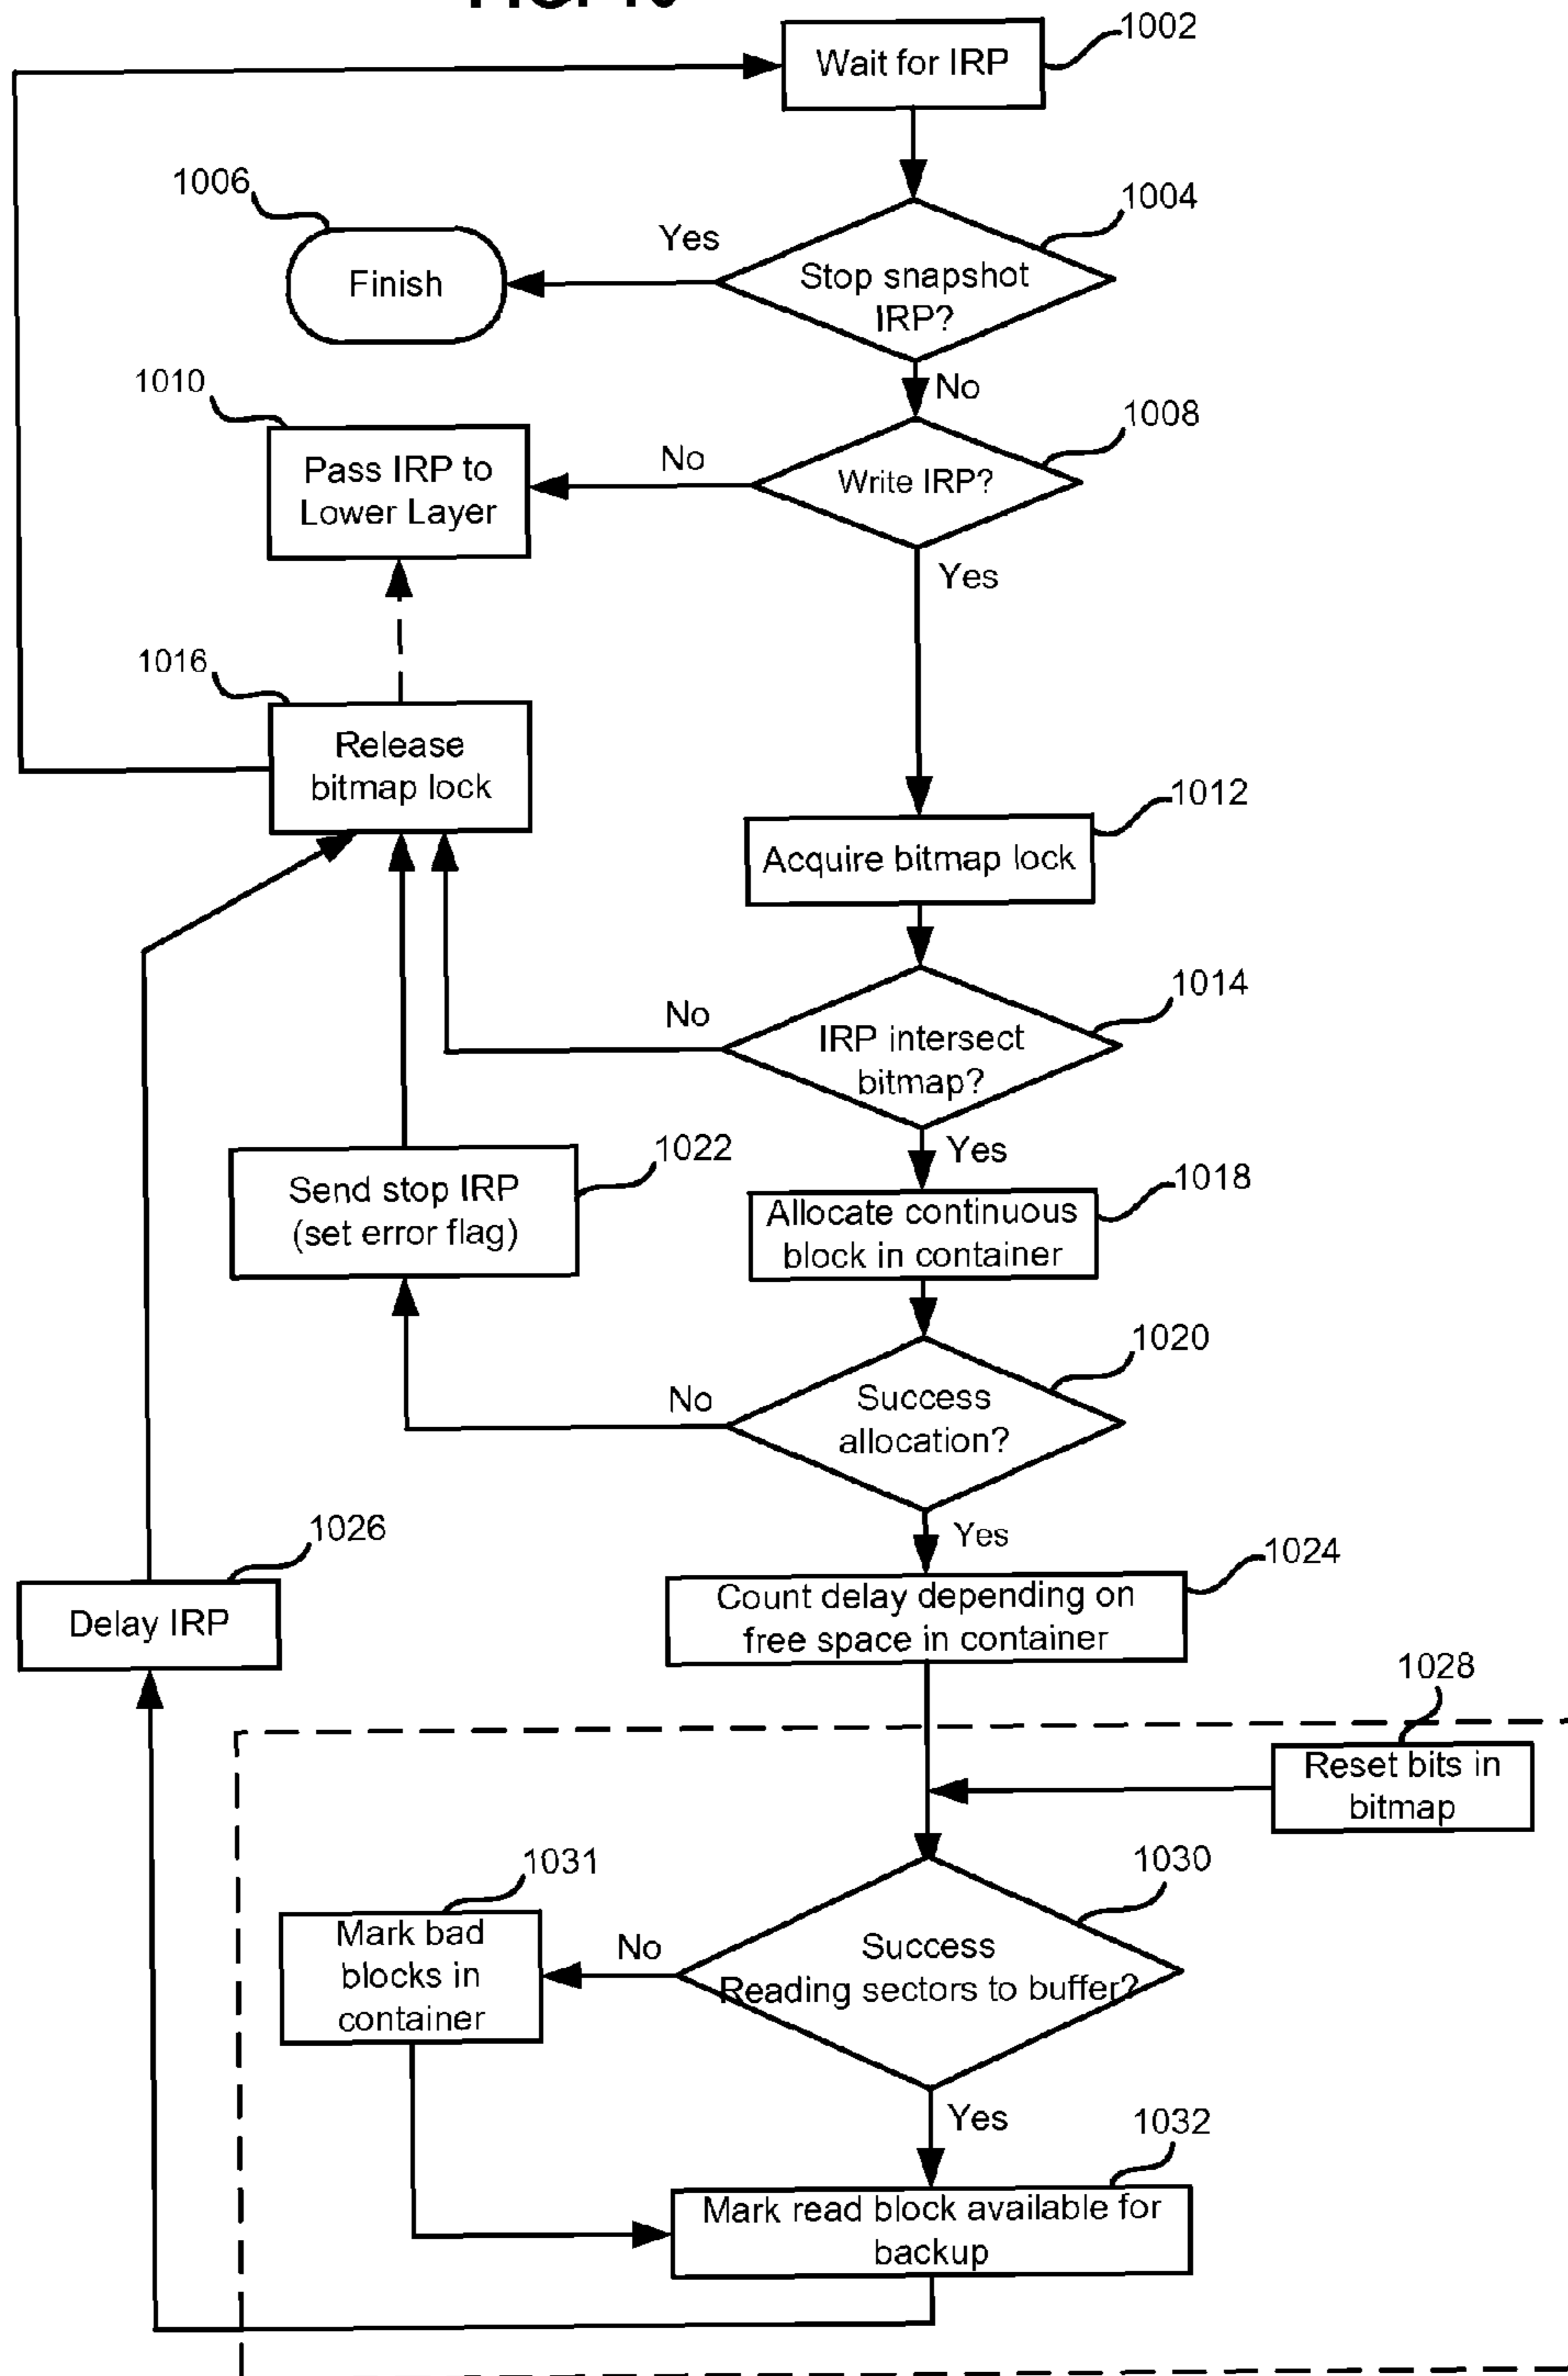 1002
Wait for IRP
1006
1004
Yes
Finish
Stop snapshot
IRP?
No
1010
1008
Pass IRP to
Lower Layer
No
Write IRP?
Yes
1016
Release
bitmap lock
1012
Acquire bitmap lock
1014
No
IRP intersect
bitmap?
Yes
1022
1018
Send stop IRP
(set error flag)
Allocate continuous
block in container
1020
No
Success
allocation?
Yes
1026
1024
Delay IRP
Count delay depending on
free space in container
1028
Reset bits in
bitmap
1031
1030
Mark bad
blocks in
container
No
Success
Reading sectors to buffer?
Yes
1032
Mark read block available for
backup